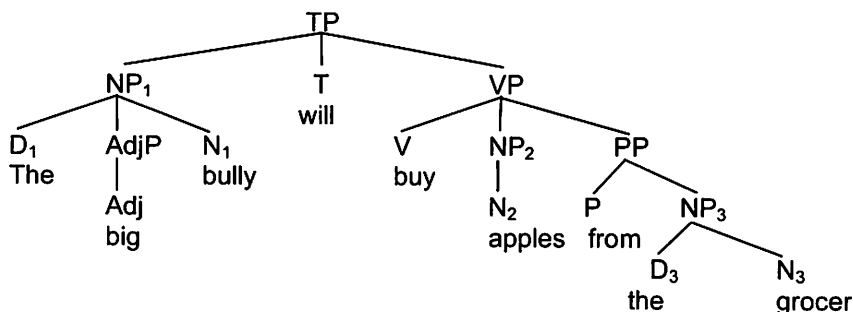 TP
NP₁ T VP
will
D₁ AdjP N₁ V NP₂ PP
The bully buy
Adj N₂ P NP₃
big apples from
D₃ N₃
the grocer